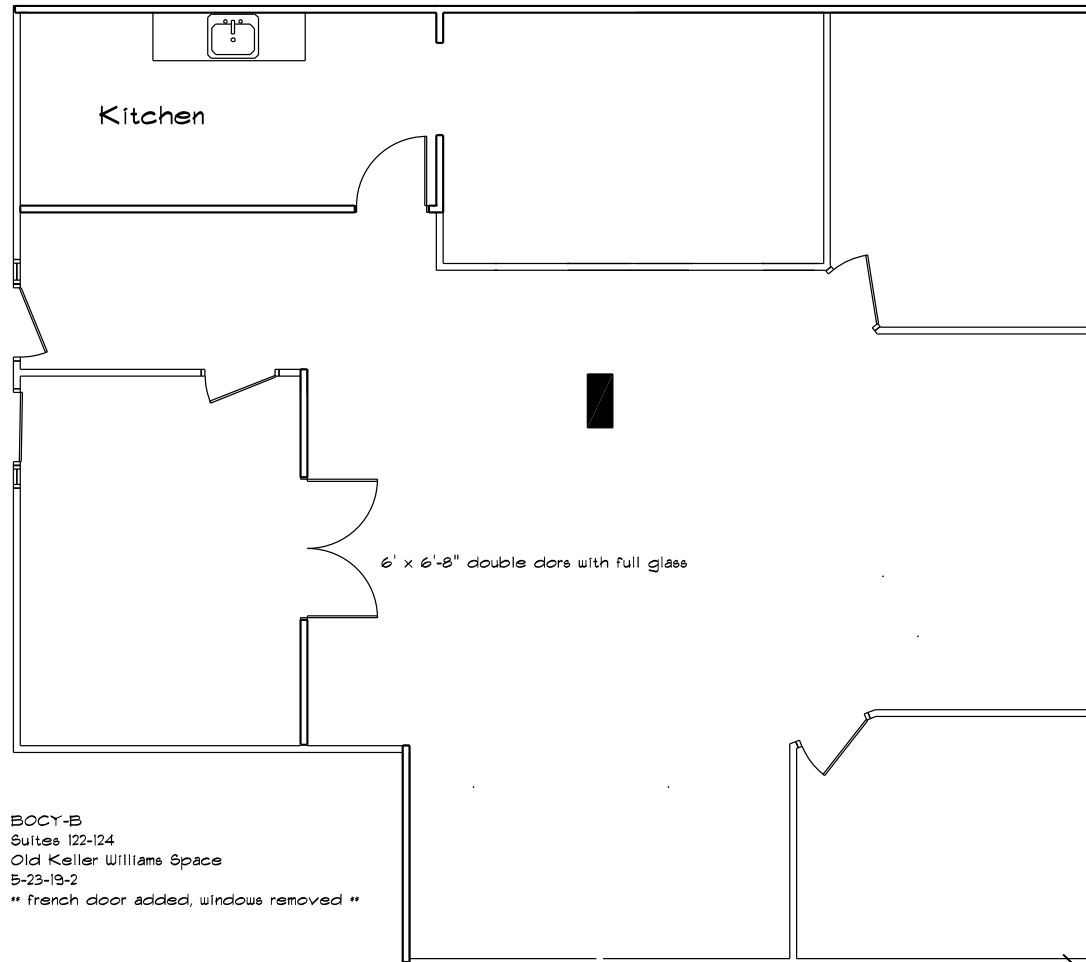 Kitchen
6' x 6'-8" double dors with full glass
BOCY-B
Suites 122-124
Old Keller Williams Space
5-23-19-2
** french door added, windows removed **